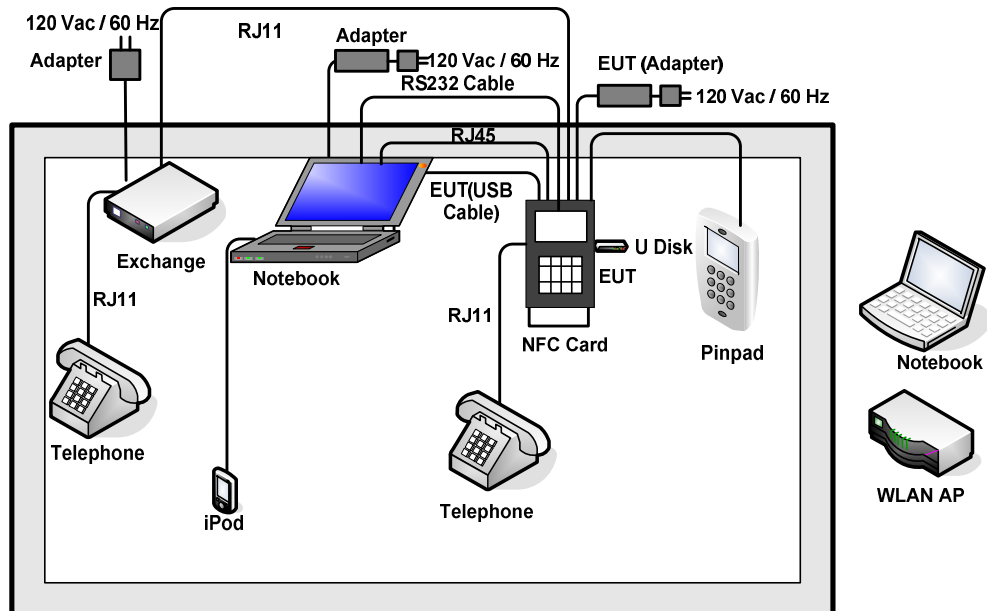 120 Vac / 60 Hz
Adapter
RJ11
Adapter
120 Vac / 60 Hz
RS232 Cable
EUT (Adapter)
120 Vac / 60 Hz
RJ45
EUT(USB
Cable)
Exchange
Notebook
U Disk
EUT
RJ11
RJ11
NFC Card
Pinpad
Notebook
Telephone
Telephone
iPod
WLAN AP